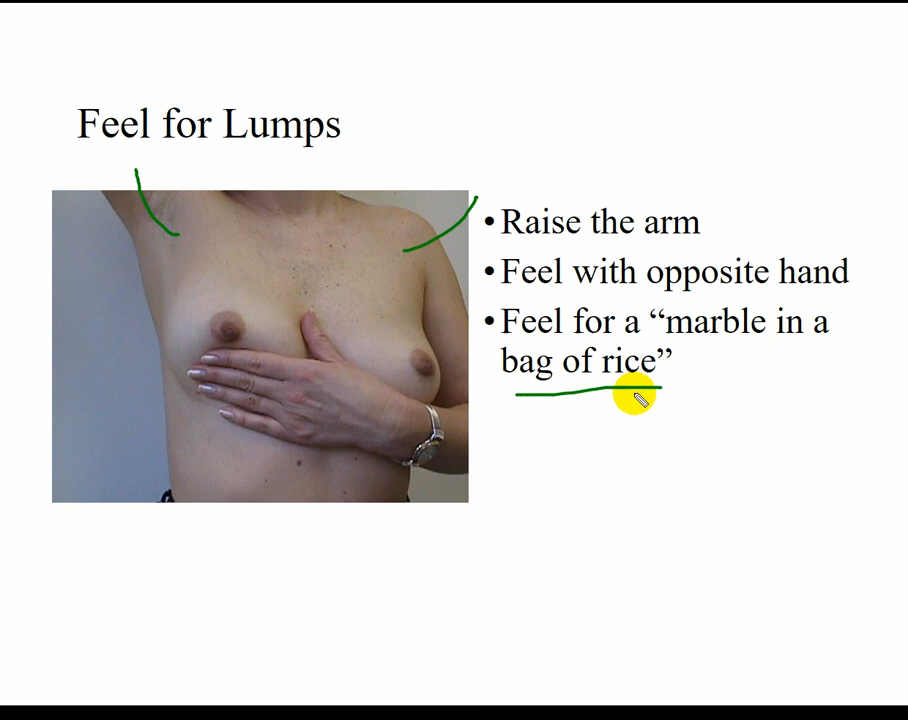 Feel for Lumps
• Raise the arm
• Feel with opposite hand
• Feel for a “marble in a
bag of rice”